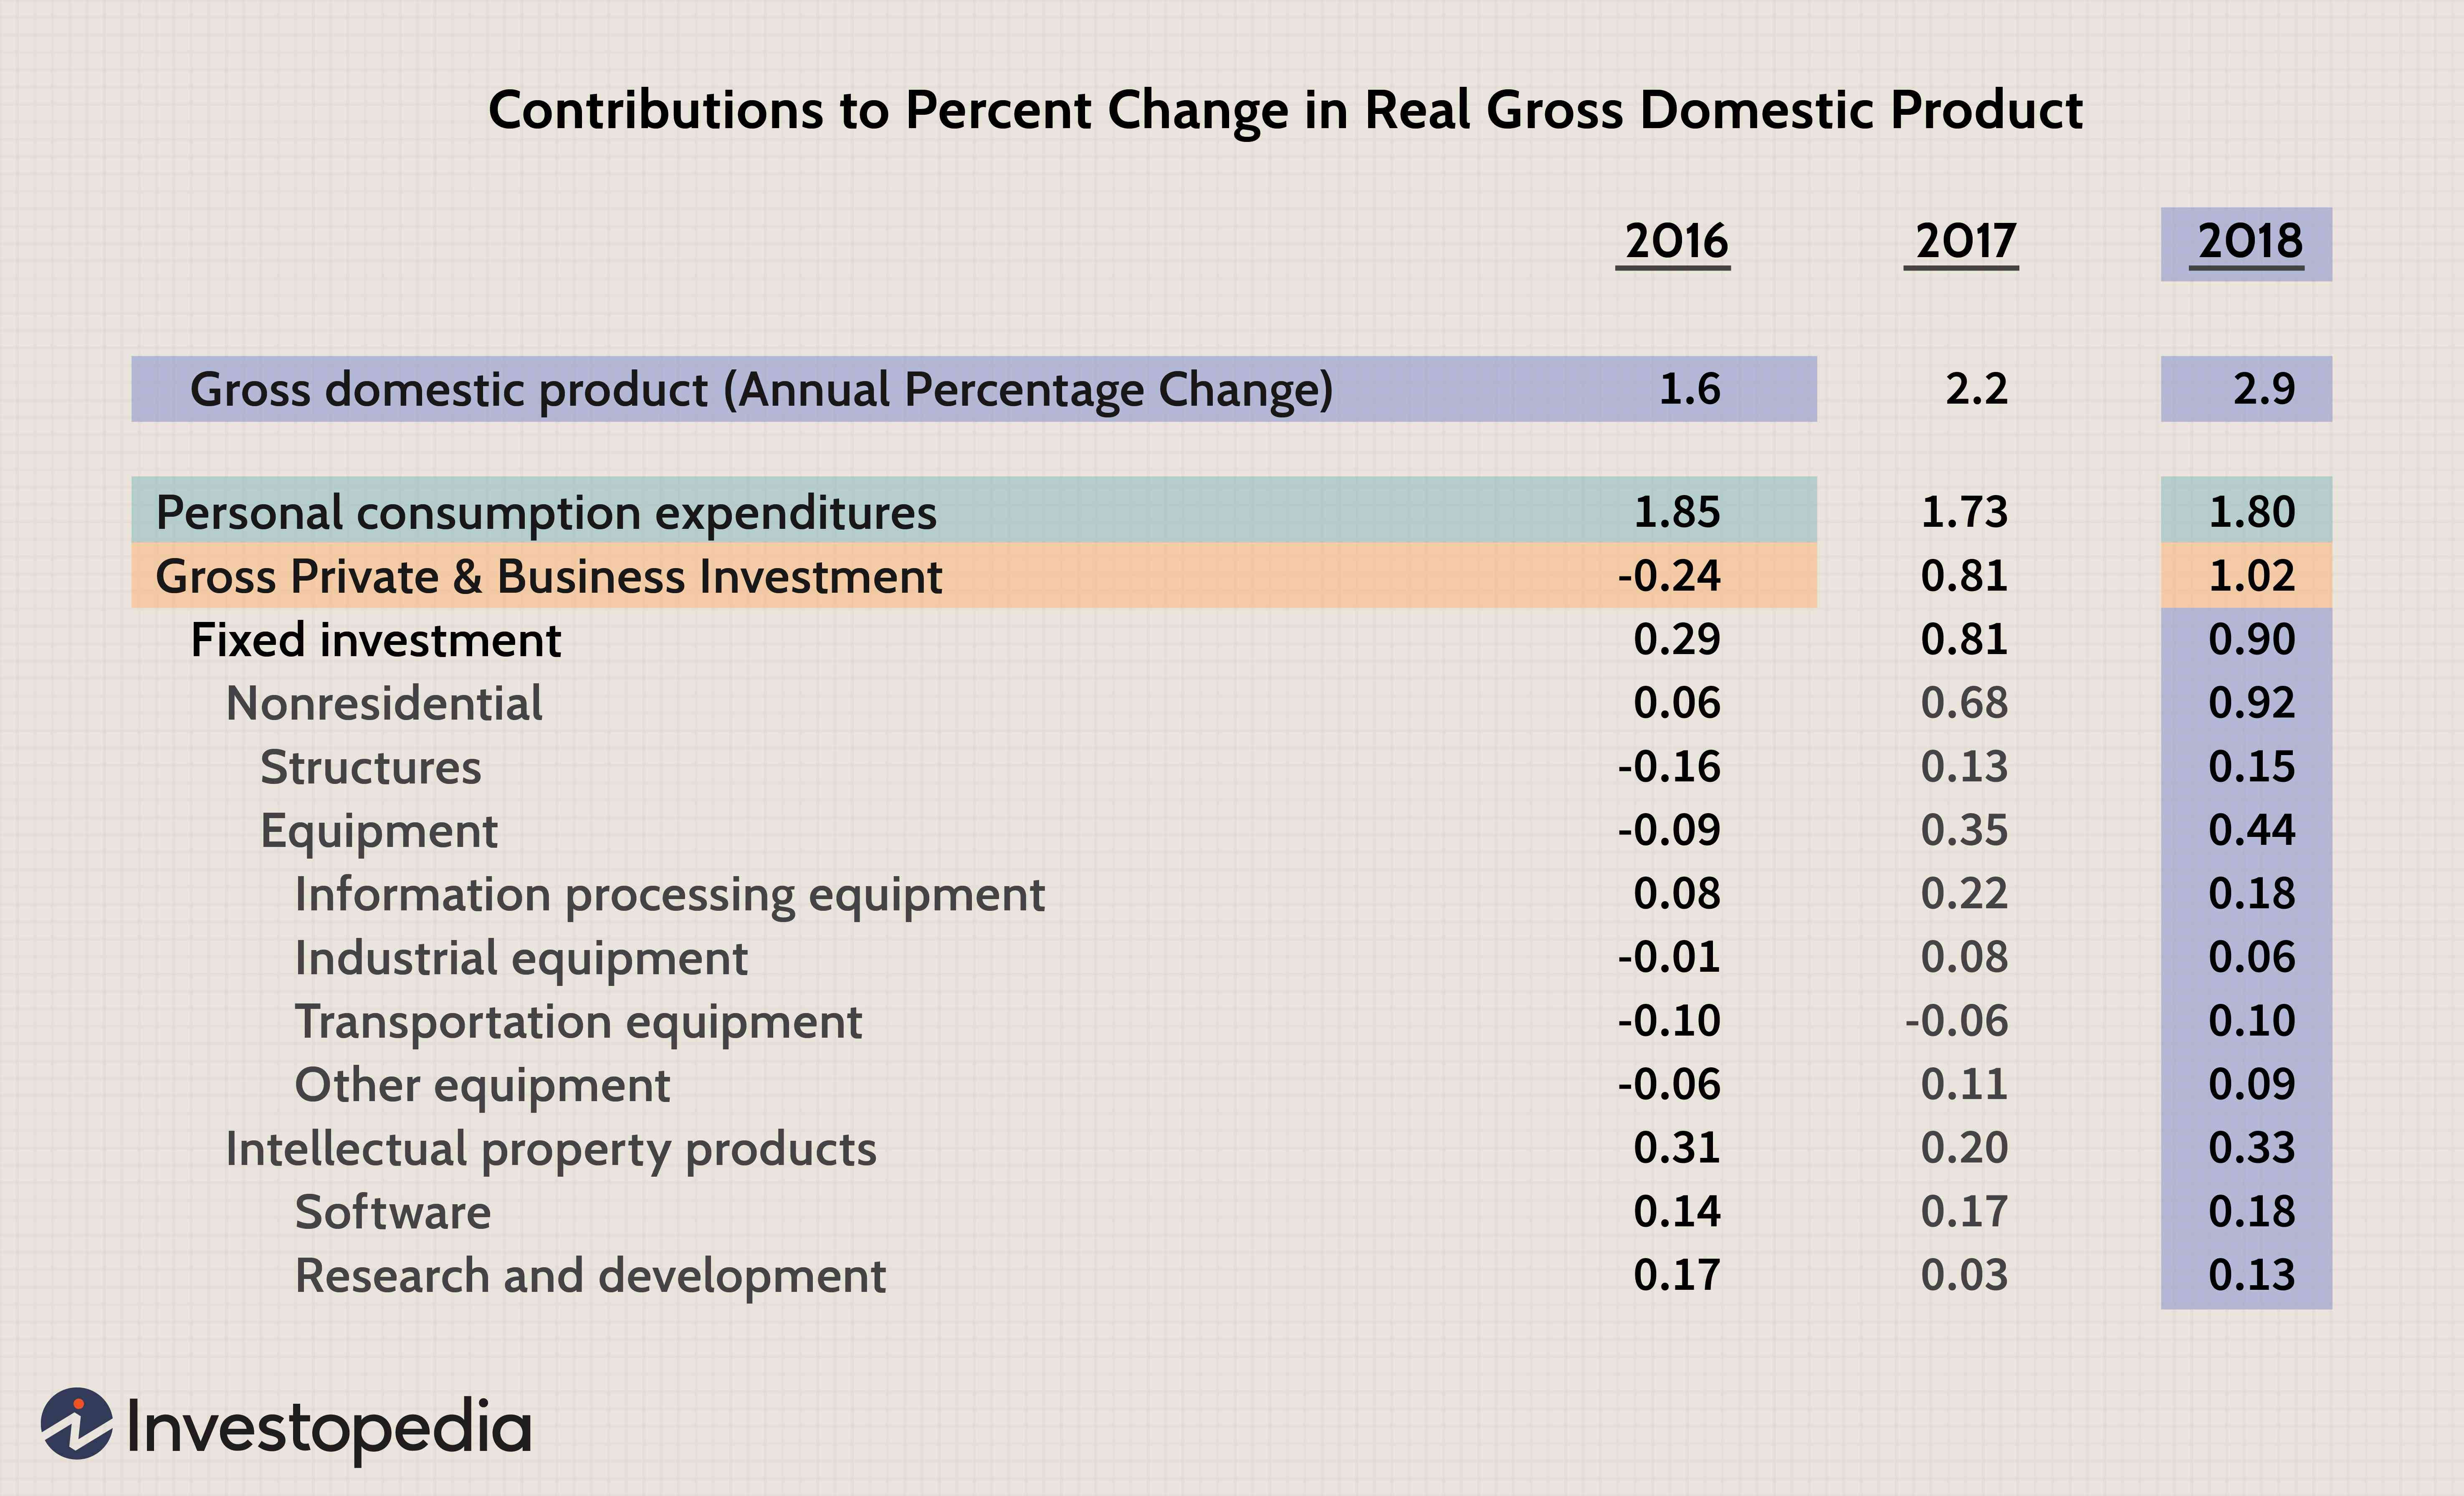 Contributions to Percent Change in Real Gross Domestic Product
2016 2017 2018
Gross domestic product (Annual Percentage Change) 1.6 2.2 2.9
Personal consumption expenditures 1.85 1.73 1.80
Gross Private & Business Investment -0.24 0.81 1.02
Fixed investment 0.29 0.81 0.90
Nonresidential 0.06 0.68 0.92
Structures -0.16 0.13 0.15
Equipment -0.09 0.35 0.44
Information processing equipment 0.08 0.22 0.18
Industrial equipment -0.01 0.08 0.06
Transportation equipment -0.10 -0.06 0.10
Other equipment -0.06 0.11 0.09
Intellectual property products 0.31 0.20 0.33
Software 0.14 0.17 0.18
Research and development 0.17 0.03 0.13
Investopedia